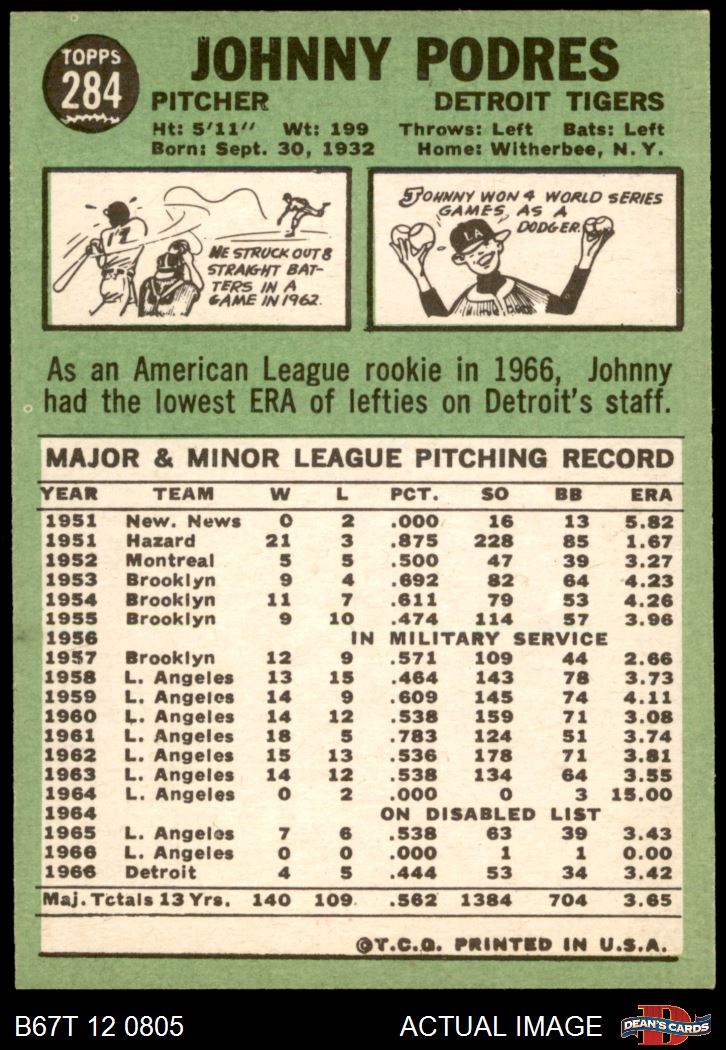 TOPPS
284
JOHNNY PODRES
PITCHER DETROIT TIGERS
Ht: 5'11" Wt: 199 Throws: Left Bats: Left
Born: Sept. 30, 1932 Home: Witherbee, N. Y.
17
HE STRUCK OUT 8
STRAIGHT BAT-
TERS IN A
GAME IN 1962.
JOHNNY WON 4 WORLD SERIES
GAMES, AS A
DODGER.
LA
As an American League rookie in 1966, Johnny
had the lowest ERA of lefties on Detroit's staff.
MAJOR & MINOR LEAGUE PITCHING RECORD
YEAR TEAM W L PCT. SO BB ERA
1951 New. News 0 2 .000 16 13 5.82
1951 Hazard 21 3 .875 228 85 1.67
1952 Montreal 5 5 .500 47 39 3.27
1953 Brooklyn 9 4 .692 82 64 4.23
1954 Brooklyn 11 7 .611 79 53 4.26
1955 Brooklyn 9 10 .474 114 57 3.96
1956 IN MILITARY SERVICE
1957 Brooklyn 12 9 .571 109 44 2.66
1958 L. Angeles 13 15 .464 143 78 3.73
1959 L. Angeles 14 9 .609 145 74 4.11
1960 L. Angeles 14 12 .538 159 71 3.08
1961 L. Angeles 18 5 .783 124 51 3.74
1962 L. Angeles 15 13 .536 178 71 3.81
1963 L. Angeles 14 12 .538 134 64 3.55
1964 L. Angeles 0 2 .000 0 3 15.00
1964 ON DISABLED LIST
1965 L. Angeles 7 6 .538 63 39 3.43
1966 L. Angeles 0 0 .000 1 1 0.00
1966 Detroit 4 5 .444 53 34 3.42
Maj. Totals 13 Yrs. 140 109 .562 1384 704 3.65
©T.C.G. PRINTED IN U.S.A.
B67T 12 0805 ACTUAL IMAGE
D
DEAN'S CARDS